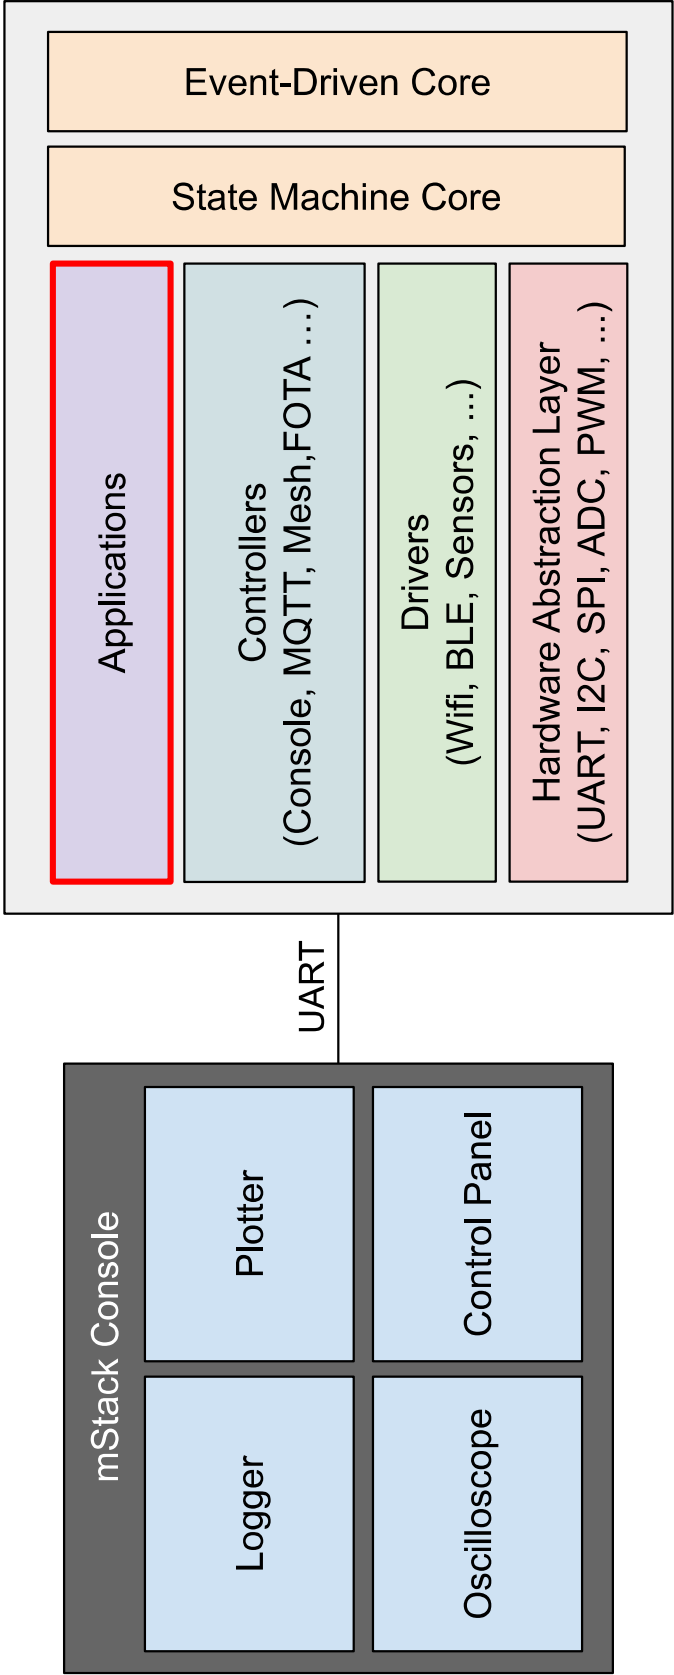 Event-Driven Core
State Machine Core
Applications
Controllers
(Console, MQTT, Mesh,FOTA ...)
Drivers
(Wifi, BLE, Sensors, ...)
Hardware Abstraction Layer
(UART, I2C, SPI, ADC, PWM, ...)
UART
mStack Console
Logger
Plotter
Oscilloscope
Control Panel